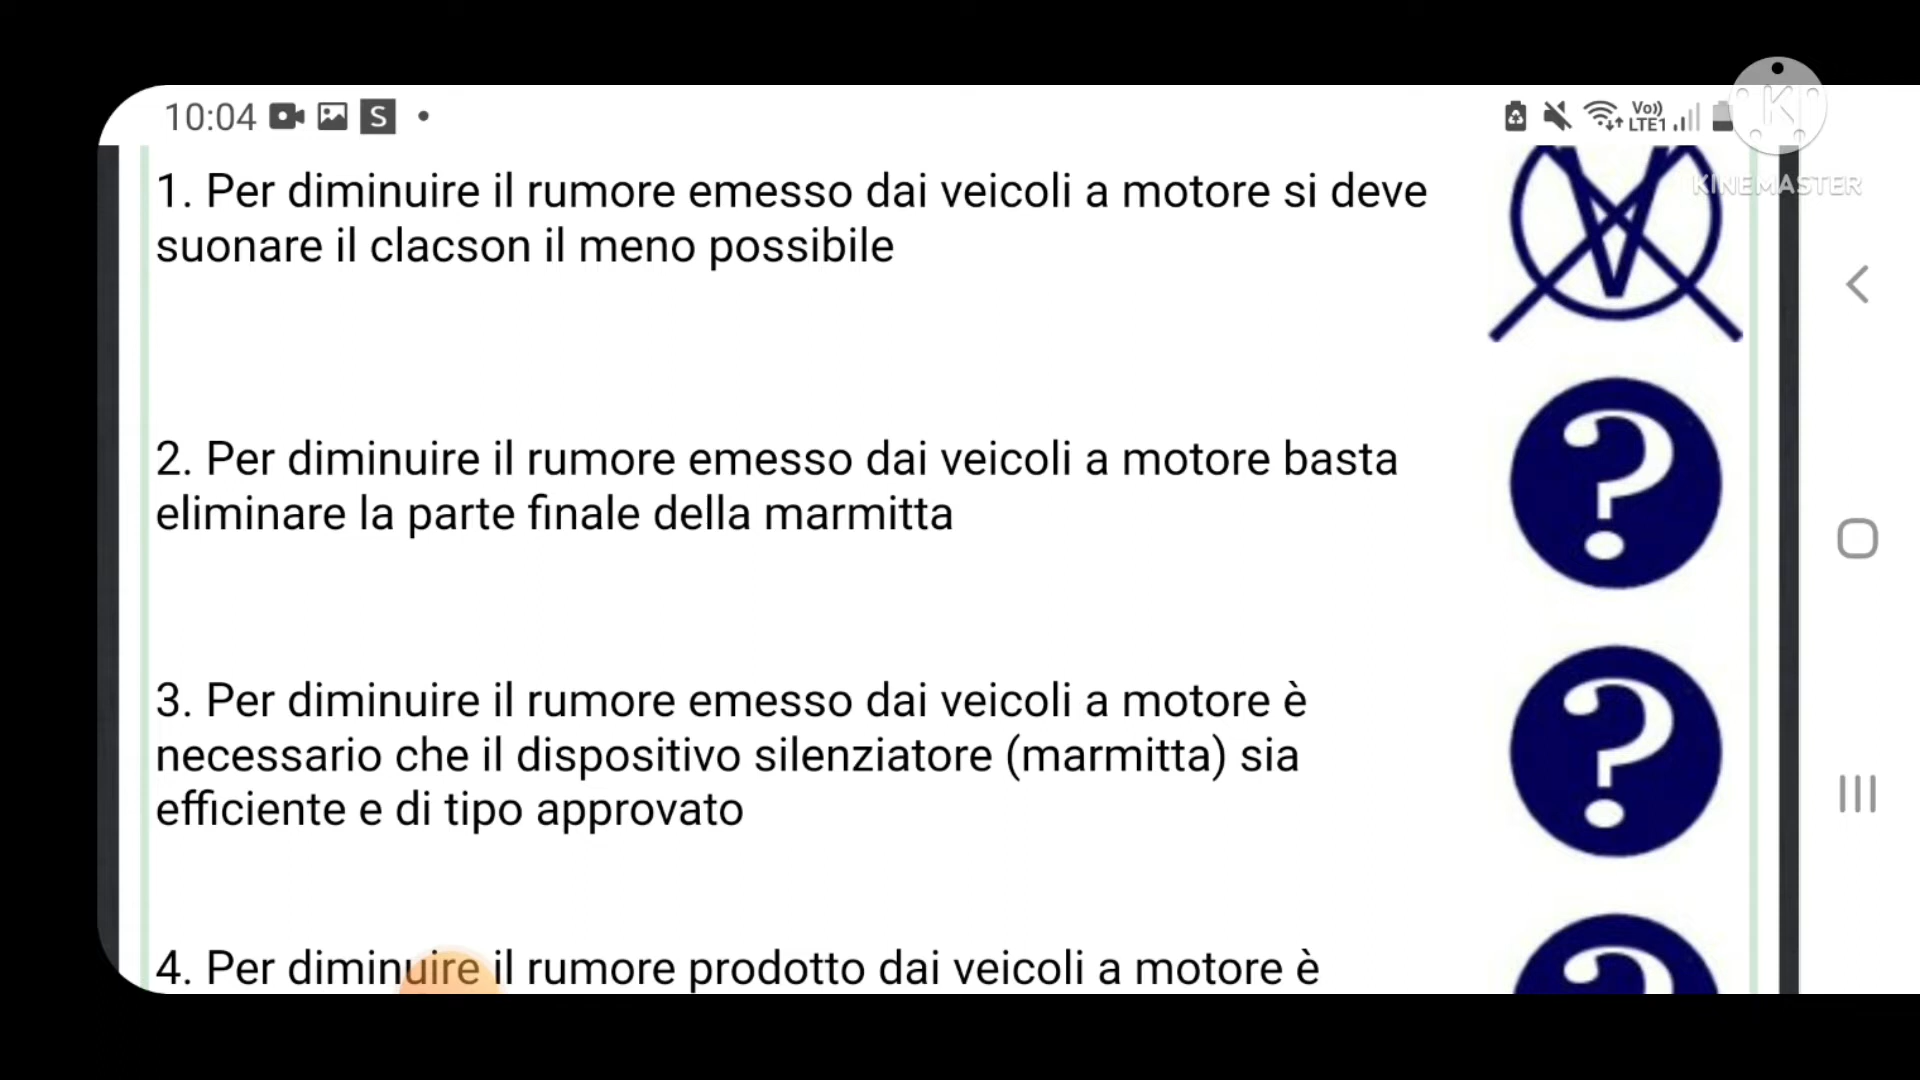 10:04 S
Vo))
LTE1
KINEMASTER
1. Per diminuire il rumore emesso dai veicoli a motore si deve
suonare il clacson il meno possibile
V
2. Per diminuire il rumore emesso dai veicoli a motore basta
eliminare la parte finale della marmitta
?
3. Per diminuire il rumore emesso dai veicoli a motore è
necessario che il dispositivo silenziatore (marmitta) sia
efficiente e di tipo approvato
?
4. Per diminuire il rumore prodotto dai veicoli a motore è
?